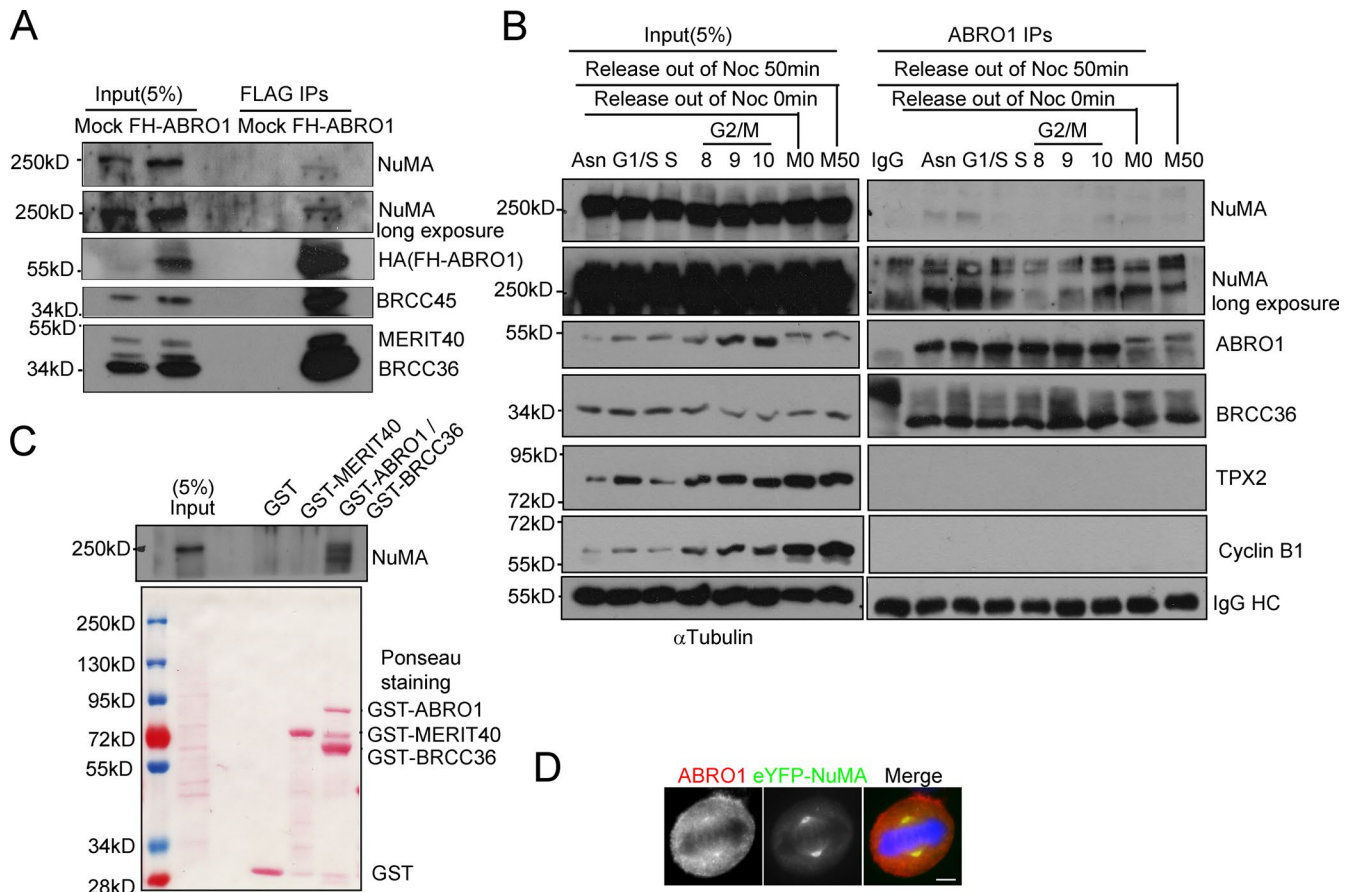 A
Input(5%) FLAG IPs
Mock FH-ABRO1 Mock FH-ABRO1
250kD NuMA
250kD NuMA
long exposure
HA(FH-ABRO1)
55kD
BRCC45
34kD
55kD MERIT40
34kD BRCC36
B
Input(5%) ABRO1 IPs
Release out of Noc 50min Release out of Noc 50min
Release out of Noc 0min Release out of Noc 0min
G2/M G2/M
Asn G1/S S 8 9 10 M0 M50 IgG Asn G1/S S 8 9 10 M0 M50
250kD NuMA
250kD NuMA
long exposure
55kD ABRO1
34kD BRCC36
95kD TPX2
72kD
72kD Cyclin B1
55kD
55kD IgG HC
αTubulin
C
(5%)
Input GST GST-MERIT40 GST-ABRO1 / GST-BRCC36
250kD NuMA
250kD
130kD Ponseau
staining
95kD GST-ABRO1
72kD GST-MERIT40
55kD GST-BRCC36
34kD
28kD GST
D
ABRO1 eYFP-NuMA Merge